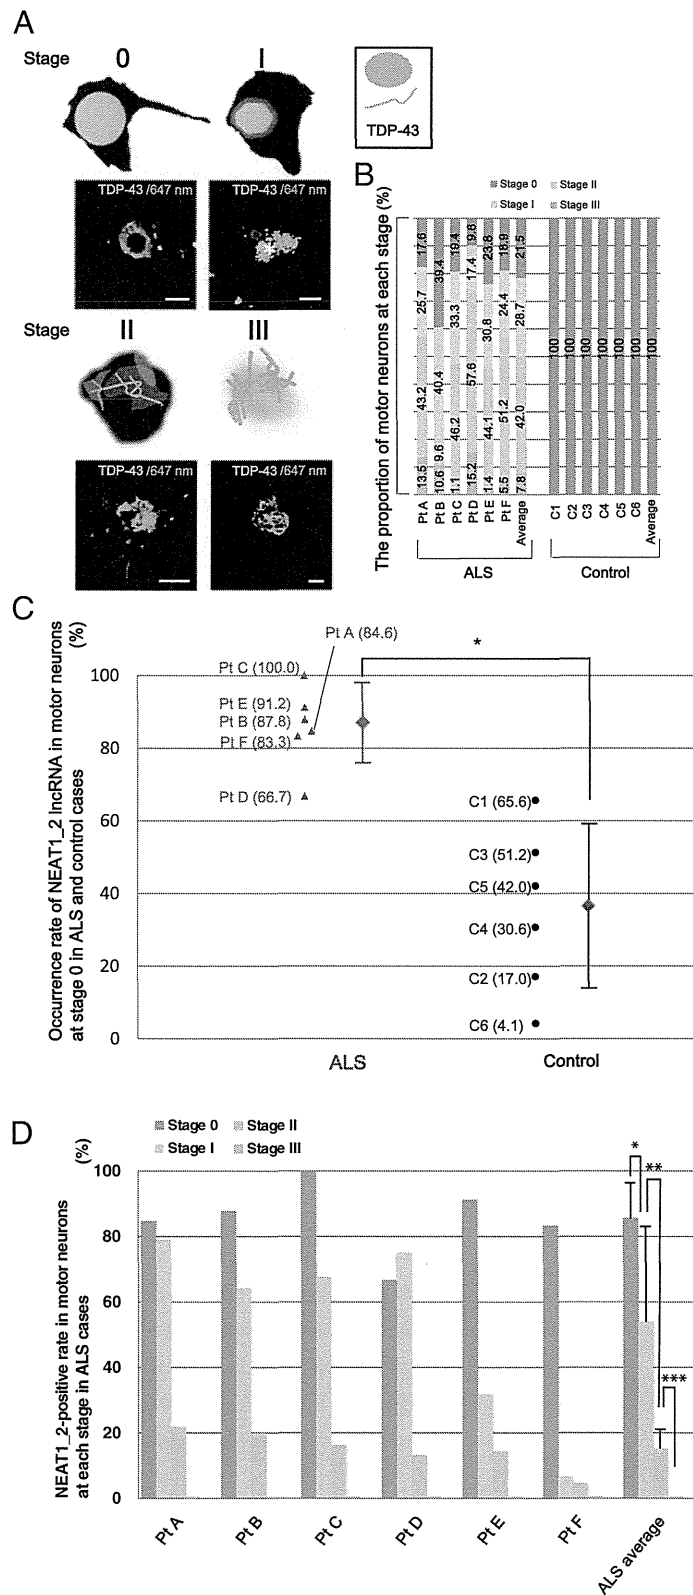 A
Stage 0 I
TDP-43
TDP-43 /647 nm
TDP-43 /647 nm
*
Stage II III
TDP-43 /647 nm
TDP-43 /647 nm
B
Stage 0 Stage II
Stage I Stage III
The proportion of motor neurons at each stage (%)
17.6 39.4 19.4 9.8 23.8 18.9 21.5
25.7 40.4 33.3 17.4 30.8 24.4 28.7
43.2 9.6 46.2 57.6 44.1 51.2 42.0
13.5 10.6 1.1 15.2 1.4 5.5 7.8
100 100 100 100 100 100 100
Pt A Pt B Pt C Pt D Pt E Pt F Average C1 C2 C3 C4 C5 C6 Average
ALS Control
C
Occurrence rate of NEAT1_2 lncRNA in motor neurons
at stage 0 in ALS and control cases
(%)
100
80
60
40
20
0
Pt A (84.6)
*
Pt C (100.0)
Pt E (91.2)
Pt B (87.8)
Pt F (83.3)
Pt D (66.7)
C1 (65.6)
C3 (51.2)
C5 (42.0)
C4 (30.6)
C2 (17.0)
C6 (4.1)
ALS Control
D
Stage 0 Stage II
Stage I Stage III
NEAT1_2-positive rate in motor neurons
at each stage in ALS cases
(%)
100
80
60
40
20
0
*
**
***
Pt A Pt B Pt C Pt D Pt E Pt F ALS average